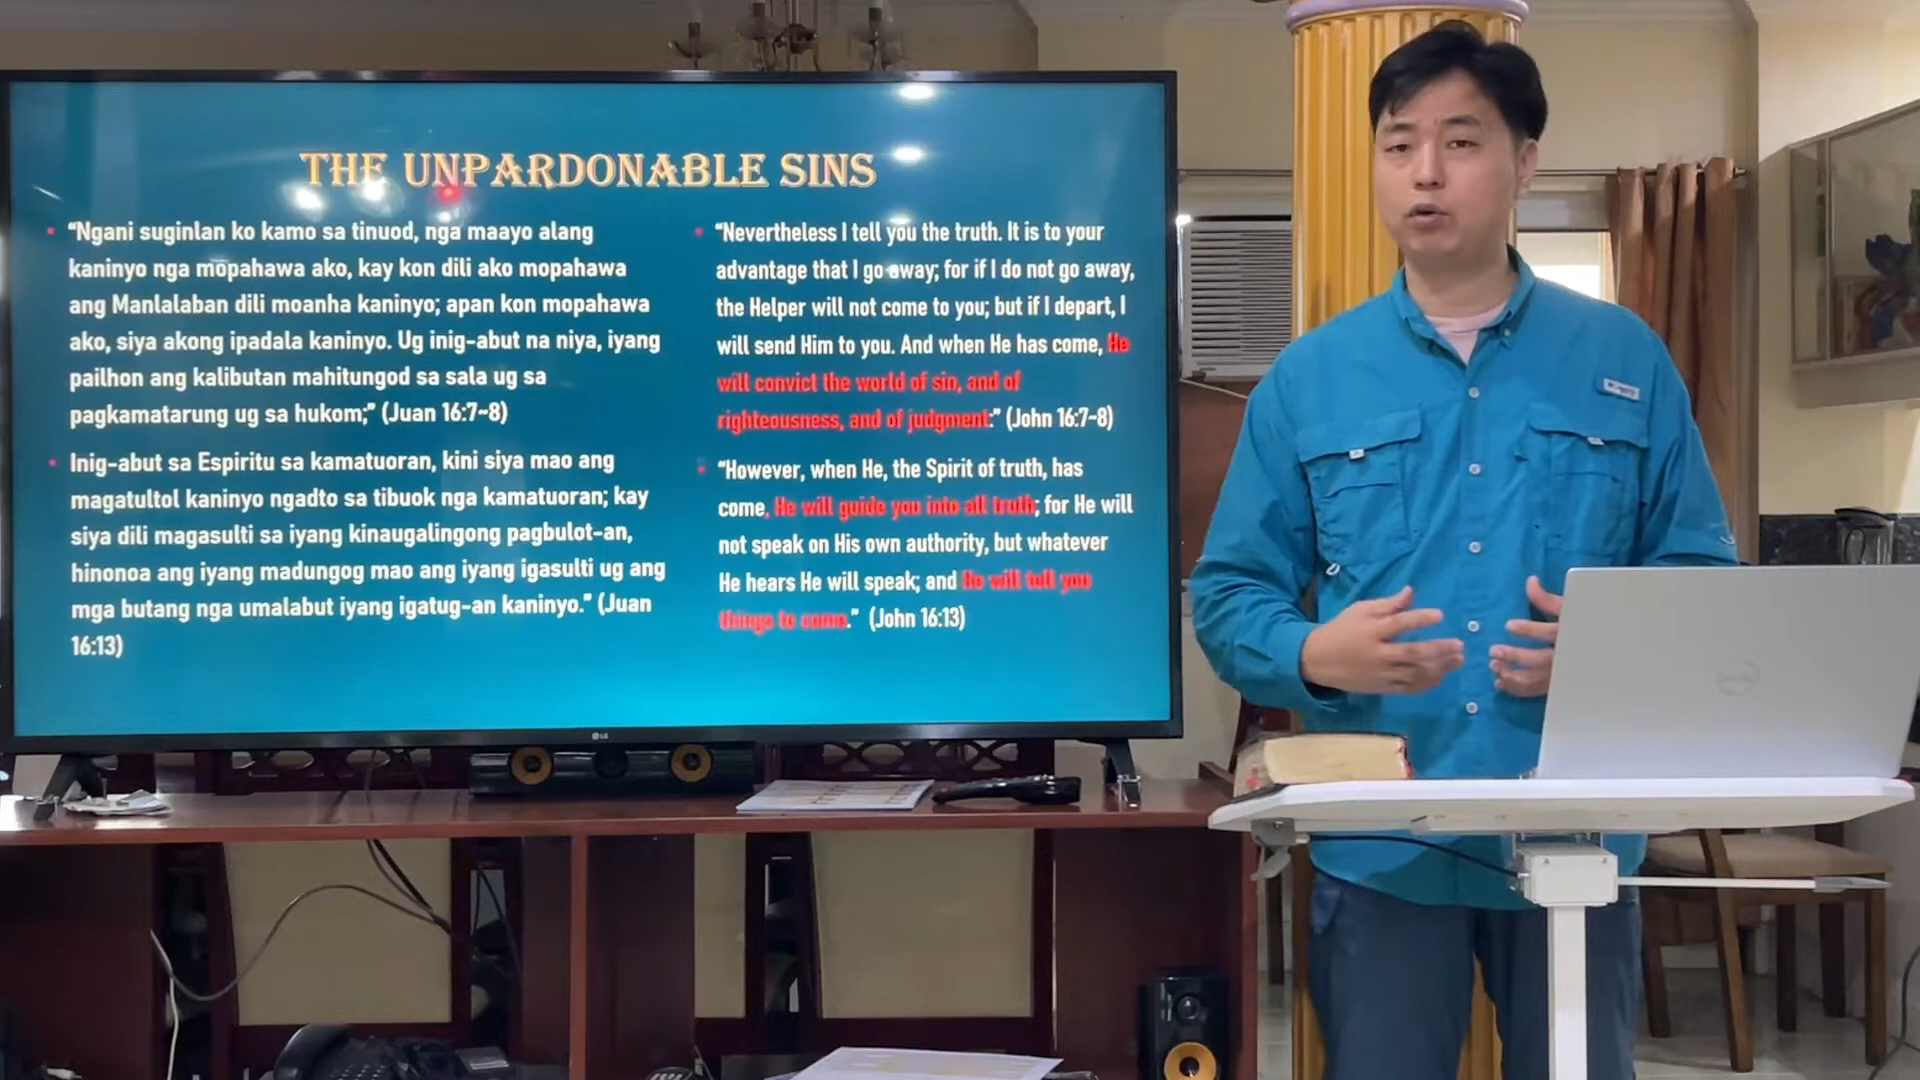 THE UNPARDONABLE SINS
• “Ngani suginlan ko kamo sa tinuod, nga maayo alang
kaninyo nga mopahawa ako, kay kon dili ako mopahawa
ang Manlalaban dili moanha kaninyo; apan kon mopahawa
ako, siya akong ipadala kaninyo. Ug inig-abut na niya, iyang
pailhon ang kalibutan mahitungod sa sala ug sa
pagkamatarung ug sa hukom;” (Juan 16:7~8)
• Inig-abut sa Espiritu sa kamatuoran, kini siya mao ang
magatultol kaninyo ngadto sa tibuok nga kamatuoran; kay
siya dili magasulti sa iyang kinaugalingong pagbulot-an,
hinonoa ang iyang madungog mao ang iyang igasulti ug ang
mga butang nga umalabut iyang igatug-an kaninyo.” (Juan
16:13)
• “Nevertheless I tell you the truth. It is to your
advantage that I go away; for if I do not go away,
the Helper will not come to you; but if I depart, I
will send Him to you. And when He has come, He
will convict the world of sin, and of
righteousness, and of judgment:” (John 16:7~8)
• “However, when He, the Spirit of truth, has
come, He will guide you into all truth; for He will
not speak on His own authority, but whatever
He hears He will speak; and He will tell you
things to come.” (John 16:13)
LG